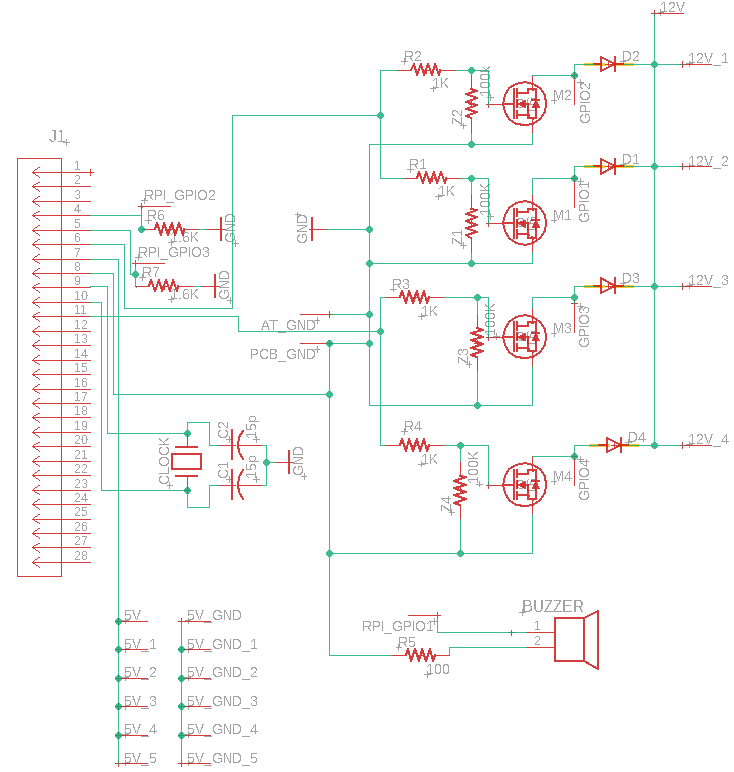 12V
R2
1K
100K
Z2
M2
GPIO2
D2
12V_1
J1
R1
1K
100K
Z1
M1
GPIO1
D1
12V_2
1
2
3
4
5
6
7
8
9
10
11
12
13
14
15
16
17
18
19
20
21
22
23
24
25
26
27
28
RPI_GPIO2
R6
1.6K
GND
RPI_GPIO3
R7
1.6K
GND
GND
AT_GND
PCB_GND
R3
1K
100K
Z3
M3
GPIO3
D3
12V_3
CLOCK
C2
15p
C1
15p
GND
R4
1K
100K
Z4
M4
GPIO4
D4
12V_4
BUZZER
1
2
RPI_GPIO1
R5
100
5V 5V_GND
5V_1 5V_GND_1
5V_2 5V_GND_2
5V_3 5V_GND_3
5V_4 5V_GND_4
5V_5 5V_GND_5